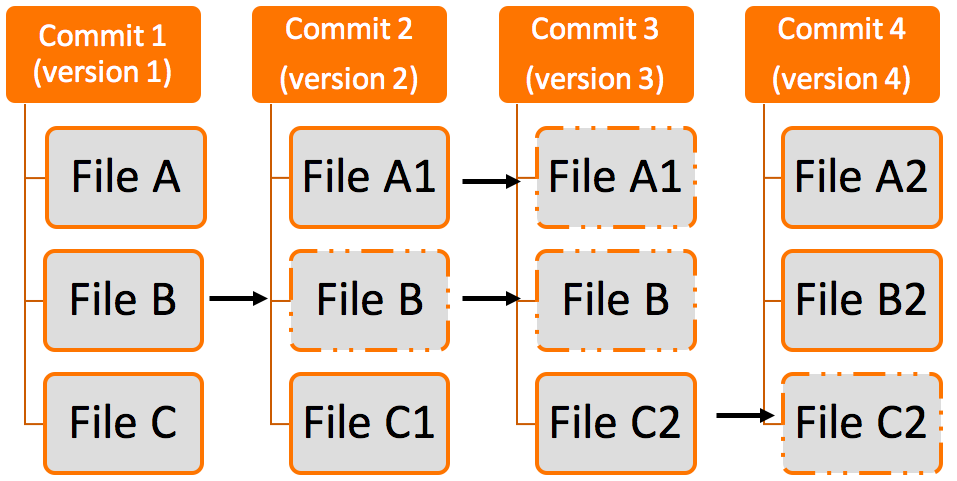 Commit 1
(version 1)
Commit 2
(version 2)
Commit 3
(version 3)
Commit 4
(version 4)
File A
File A1
File A1
File A2
File B
File B
File B
File B2
File C
File C1
File C2
File C2